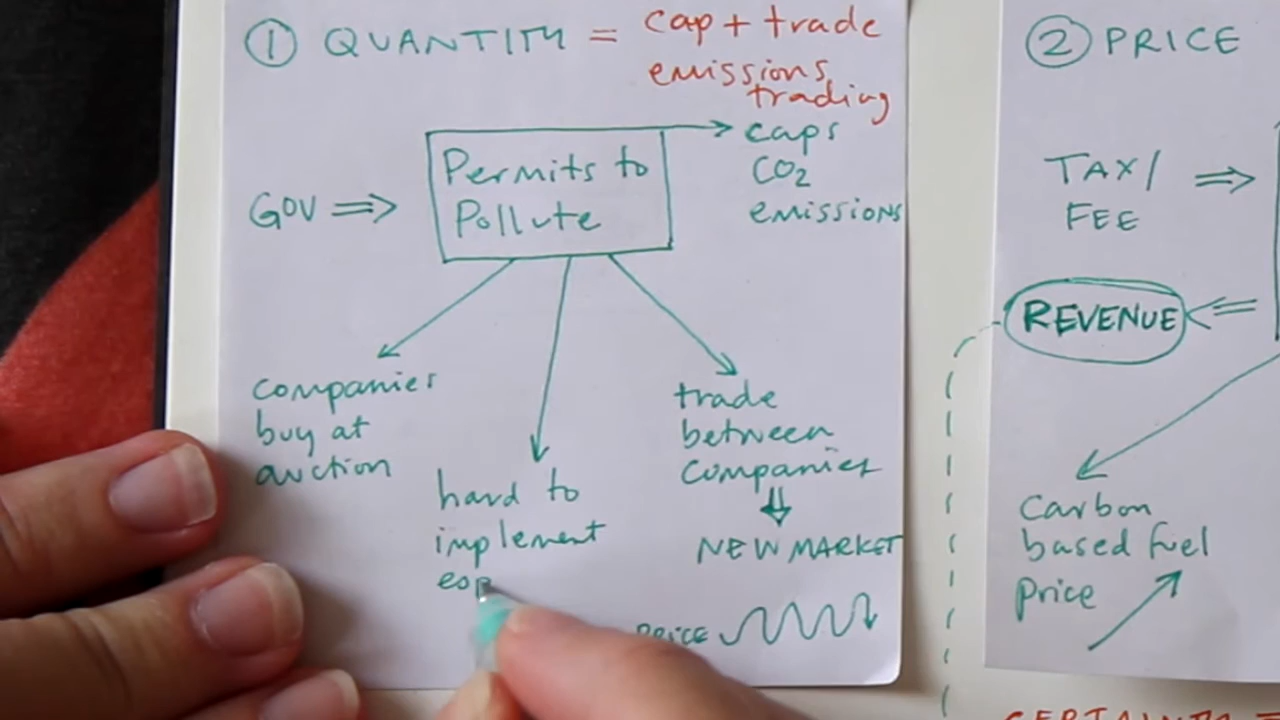 ① QUANTITY = cap + trade
emissions
trading
GOV ⇒
Permits to
Pollute
caps
CO2
emissions
companies
buy at
auction
hard to
implement
esp
trade
between
companies
NEW MARKET
PRICE
② PRICE
TAX/
FEE
REVENUE
Carbon
based fuel
price